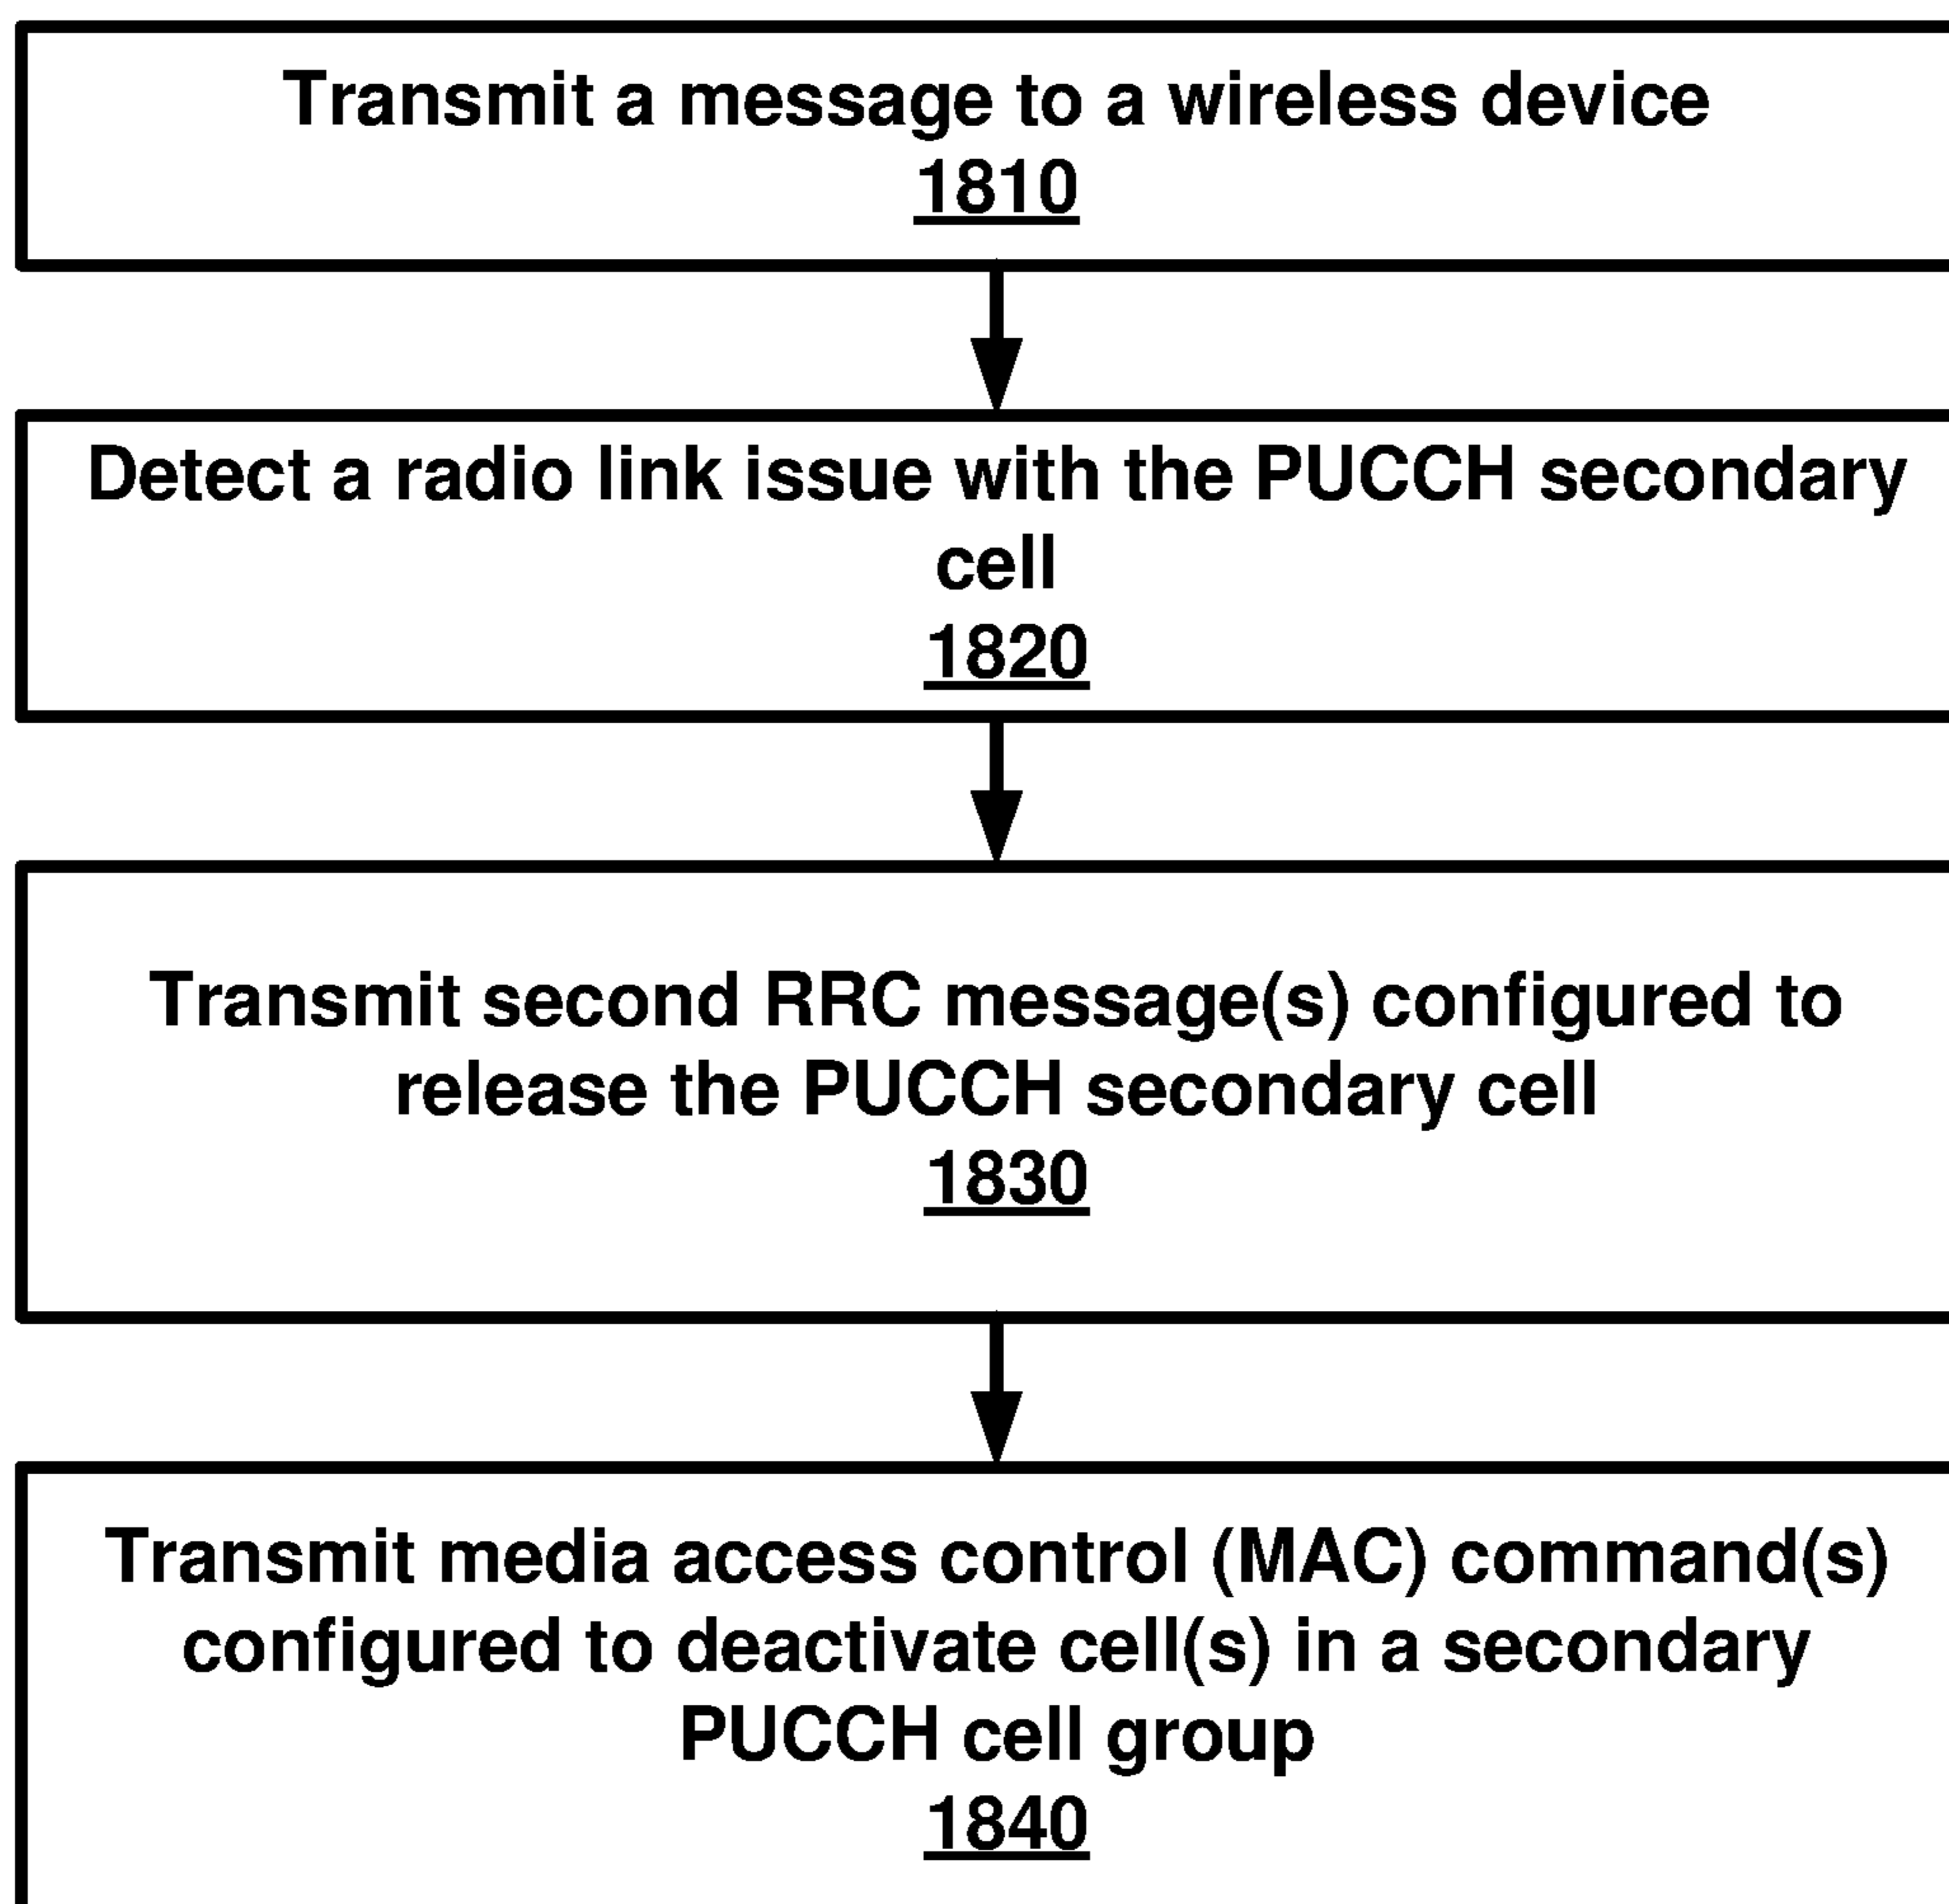 Transmit a message to a wireless device
1810
Detect a radio link issue with the PUCCH secondary
cell
1820
Transmit second RRC message(s) configured to
release the PUCCH secondary cell
1830
Transmit media access control (MAC) command(s)
configured to deactivate cell(s) in a secondary
PUCCH cell group
1840